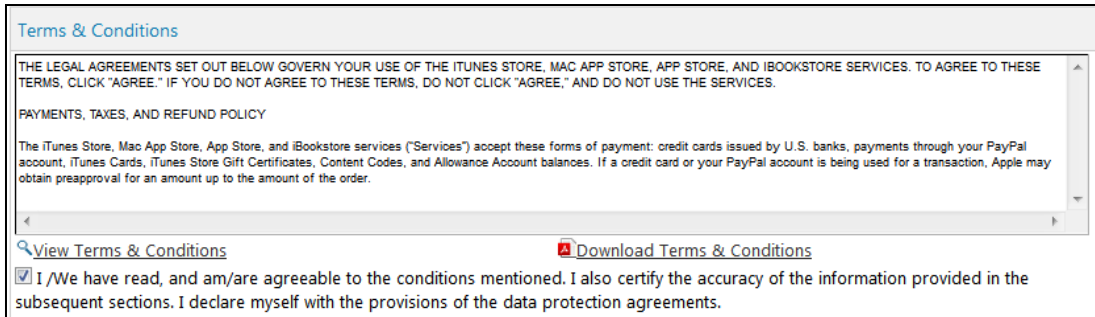 Terms & Conditions
THE LEGAL AGREEMENTS SET OUT BELOW GOVERN YOUR USE OF THE ITUNES STORE, MAC APP STORE, APP STORE, AND IBOOKSTORE SERVICES. TO AGREE TO THESE
TERMS, CLICK "AGREE." IF YOU DO NOT AGREE TO THESE TERMS, DO NOT CLICK "AGREE," AND DO NOT USE THE SERVICES.
PAYMENTS, TAXES, AND REFUND POLICY
The iTunes Store, Mac App Store, App Store, and iBookstore services ("Services") accept these forms of payment: credit cards issued by U.S. banks, payments through your PayPal
account, iTunes Cards, iTunes Store Gift Certificates, Content Codes, and Allowance Account balances. If a credit card or your PayPal account is being used for a transaction, Apple may
obtain preapproval for an amount up to the amount of the order.
View Terms & Conditions Download Terms & Conditions
I /We have read, and am/are agreeable to the conditions mentioned. I also certify the accuracy of the information provided in the
subsequent sections. I declare myself with the provisions of the data protection agreements.